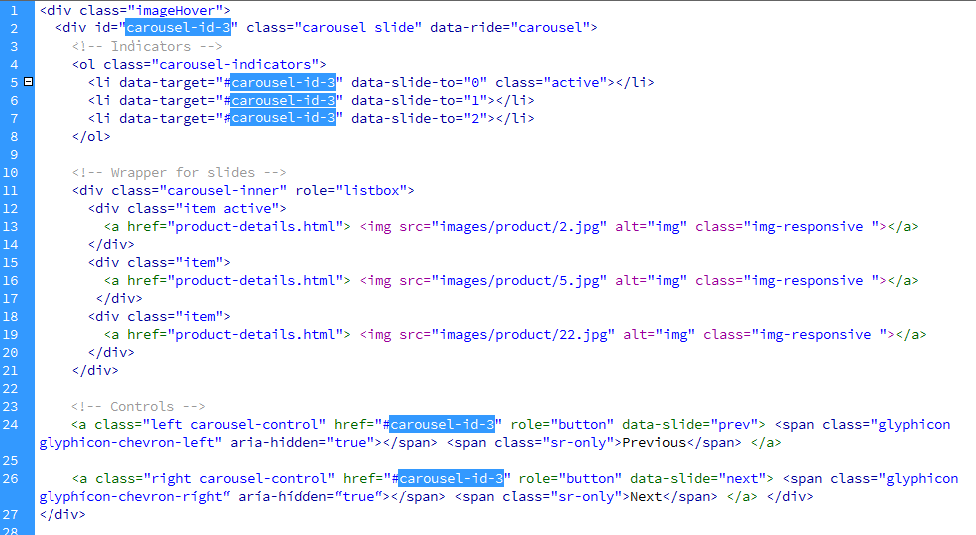 1 <div class="imageHover">
2 <div id="carousel-id-3" class="carousel slide" data-ride="carousel">
3 <!-- Indicators -->
4 <ol class="carousel-indicators">
5 <li data-target="#carousel-id-3" data-slide-to="0" class="active"></li>
6 <li data-target="#carousel-id-3" data-slide-to="1"></li>
7 <li data-target="#carousel-id-3" data-slide-to="2"></li>
8 </ol>
9
10 <!-- Wrapper for slides -->
11 <div class="carousel-inner" role="listbox">
12 <div class="item active">
13 <a href="product-details.html"> <img src="images/product/2.jpg" alt="img" class="img-responsive "></a>
14 </div>
15 <div class="item">
16 <a href="product-details.html"> <img src="images/product/5.jpg" alt="img" class="img-responsive "></a>
17 </div>
18 <div class="item">
19 <a href="product-details.html"> <img src="images/product/22.jpg" alt="img" class="img-responsive "></a>
20 </div>
21 </div>
22
23 <!-- Controls -->
24 <a class="left carousel-control" href="#carousel-id-3" role="button" data-slide="prev"> <span class="glyphicon
glyphicon-chevron-left" aria-hidden="true"></span> <span class="sr-only">Previous</span> </a>
25
26 <a class="right carousel-control" href="#carousel-id-3" role="button" data-slide="next"> <span class="glyphicon
glyphicon-chevron-right" aria-hidden="true"></span> <span class="sr-only">Next</span> </a> </div>
27 </div>
28